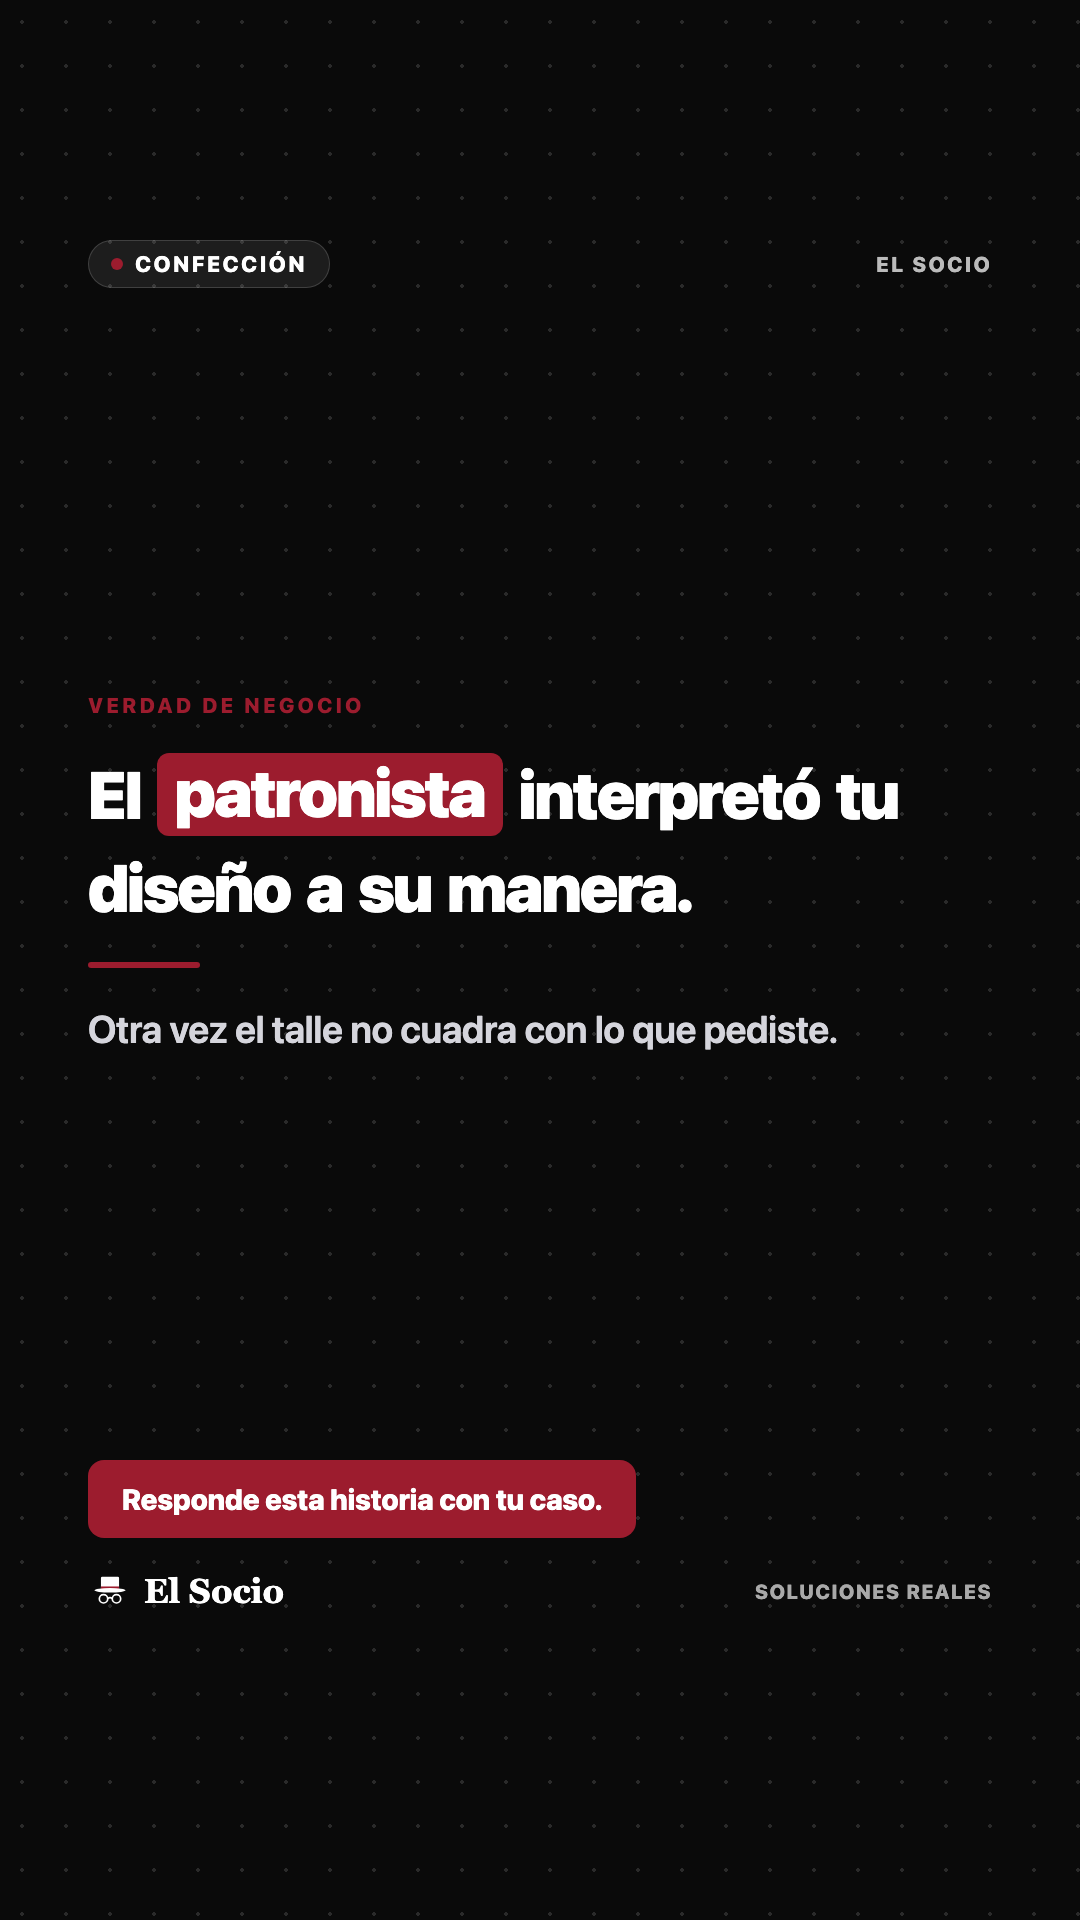 CONFECCIÓN
EL SOCIO
VERDAD DE NEGOCIO
El patronista interpretó tu
diseño a su manera.
Otra vez el talle no cuadra con lo que pediste.
Responde esta historia con tu caso.
El Socio
SOLUCIONES REALES